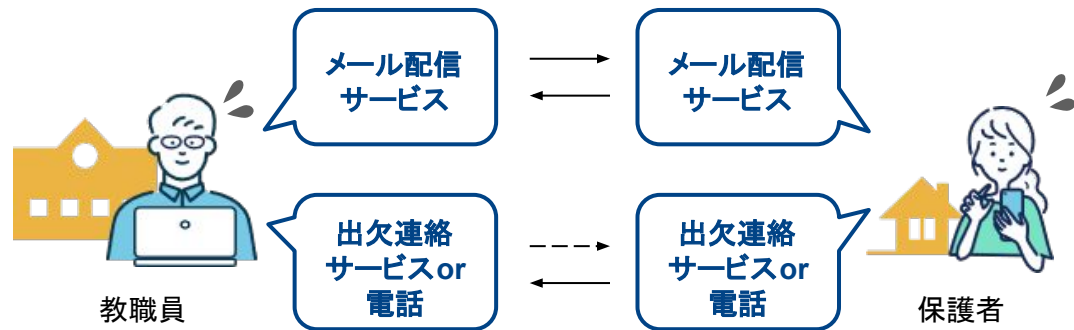 メール配信
サービス
メール配信
サービス
出欠連絡
サービスor
電話
出欠連絡
サービスor
電話
教職員
保護者